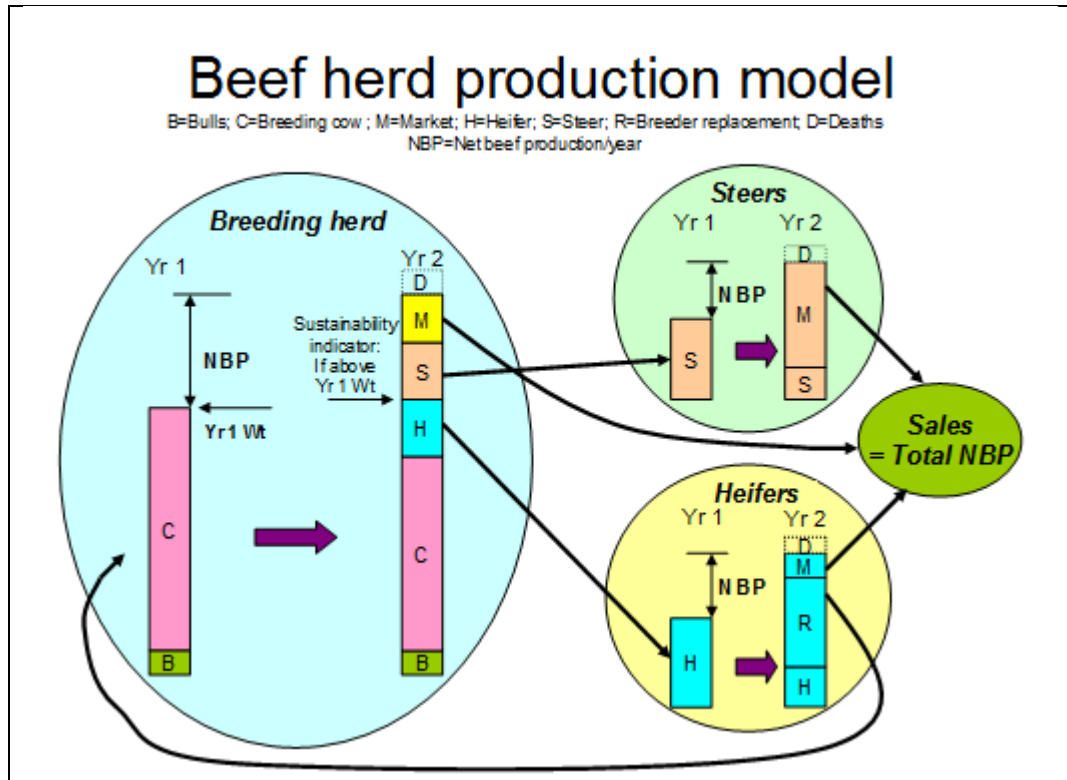 Beef herd production model
B=Bulls; C=Breeding cow ; M=Market; H=Heifer; S=Steer; R=Breeder replacement; D=Deaths
NBP=Net beef production/year
Breeding herd
Yr 1
Yr 2
D
M
S
H
C
B
NBP
Yr 1 Wt
C
B
Sustainability
indicator:
If above
Yr 1 Wt
Steers
Yr 1
Yr 2
NBP
S
D
M
S
Heifers
Yr 1
Yr 2
NBP
H
D
M
R
H
Sales
= Total NBP